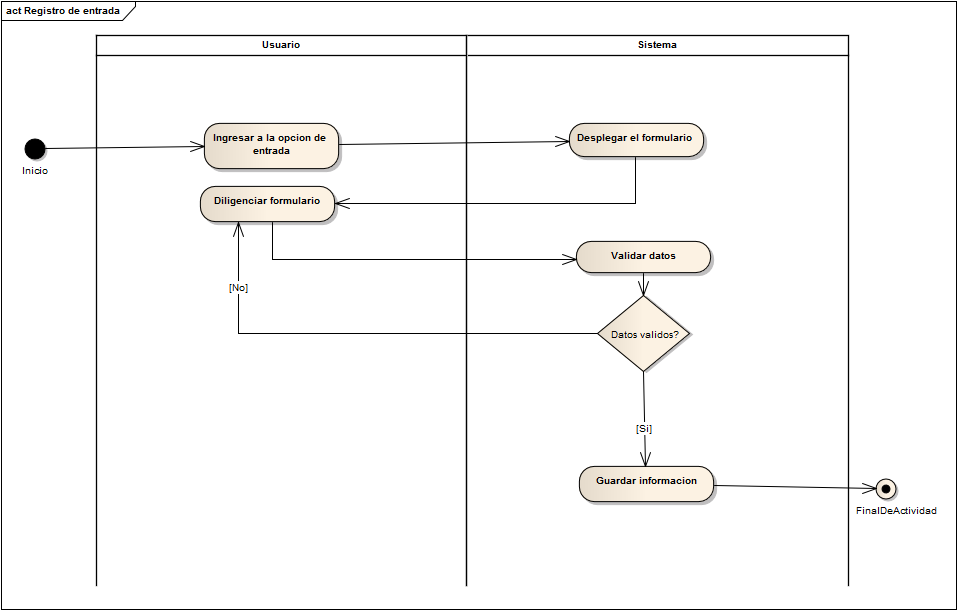 act Registro de entrada
Usuario
Sistema
Ingresar a la opcion de
entrada
Desplegar el formulario
Inicio
Diligenciar formulario
Validar datos
[No]
Datos validos?
[Si]
Guardar informacion
FinalDeActividad